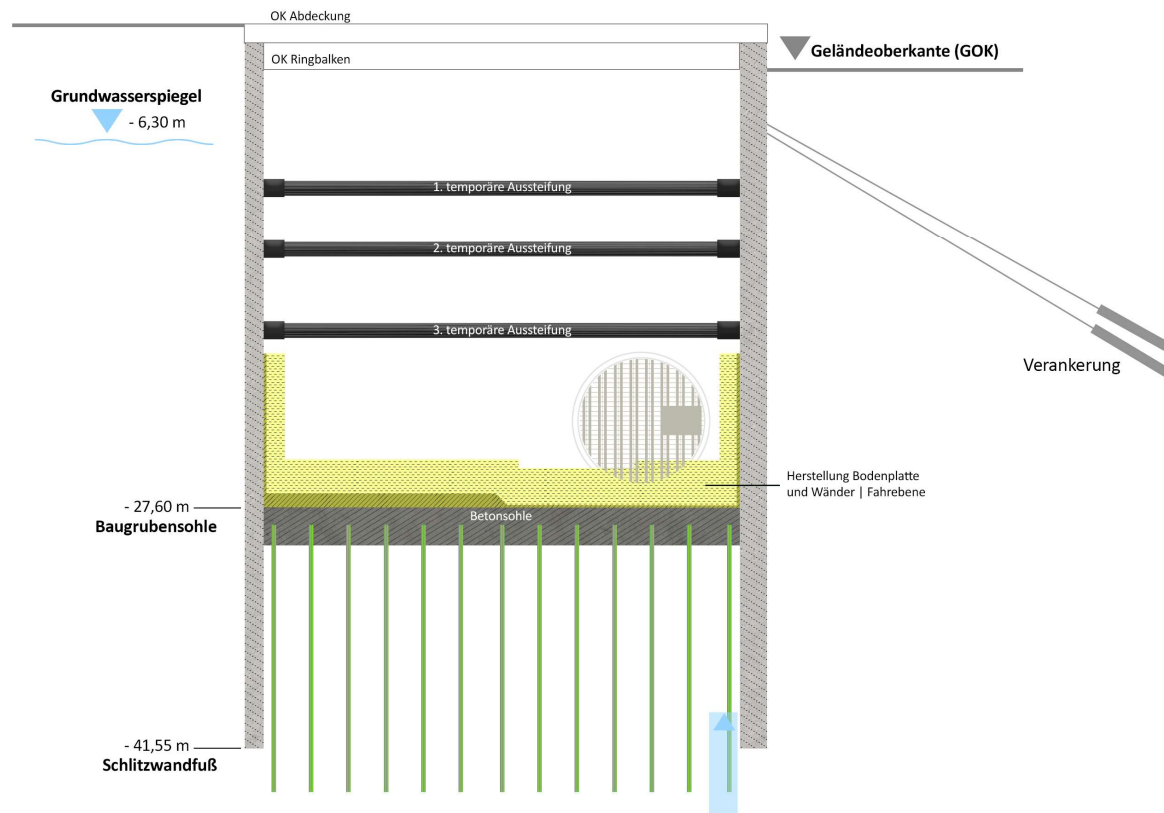 OK Abdeckung
OK Ringbalken
Geländeoberkante (GOK)
Grundwasserspiegel
- 6,30 m
1. temporäre Aussteifung
2. temporäre Aussteifung
3. temporäre Aussteifung
Verankerung
Herstellung Bodenplatte
und Wänder | Fahrebene
- 27,60 m
Baugrubensohle
Betonsohle
- 41,55 m
Schlitzwandfuß